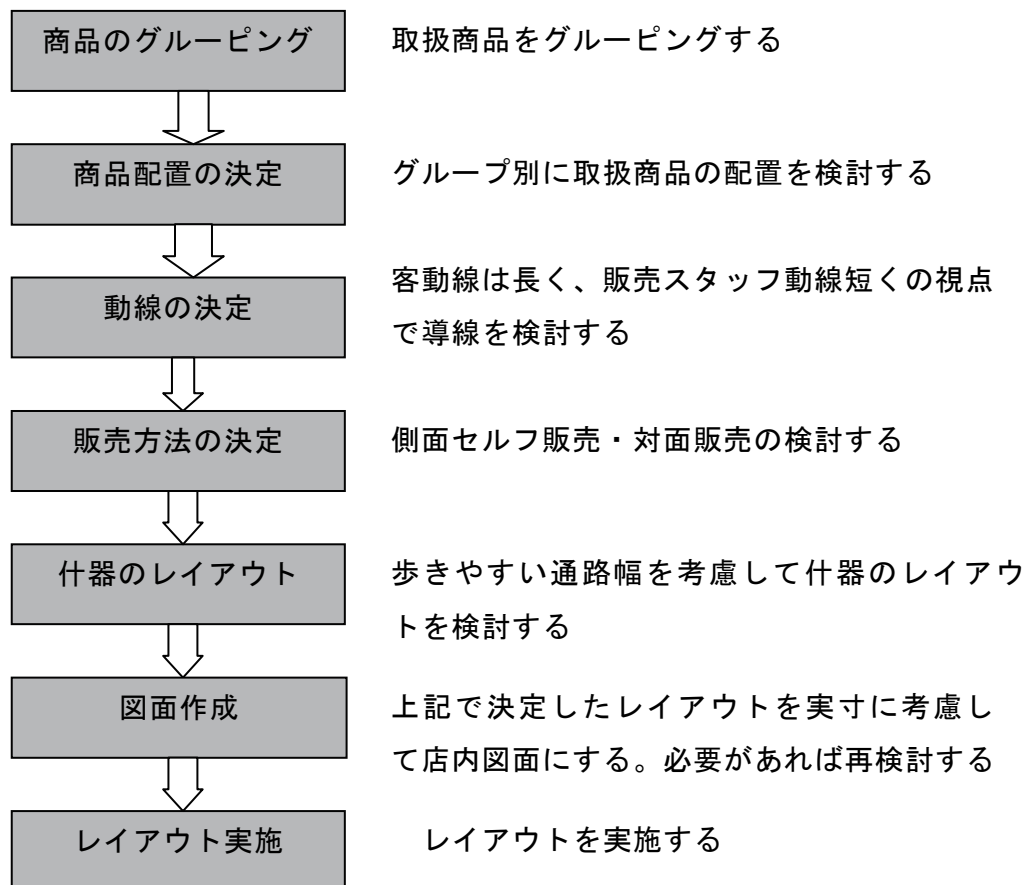 商品のグルーピング
取扱商品をグルーピングする
商品配置の決定
グループ別に取扱商品の配置を検討する
動線の決定
客動線は長く、販売スタッフ動線短くの視点
で導線を検討する
販売方法の決定
側面セルフ販売・対面販売の検討する
什器のレイアウト
歩きやすい通路幅を考慮して什器のレイアウ
トを検討する
図面作成
上記で決定したレイアウトを実寸に考慮し
て店内図面にする。必要があれば再検討する
レイアウト実施
レイアウトを実施する